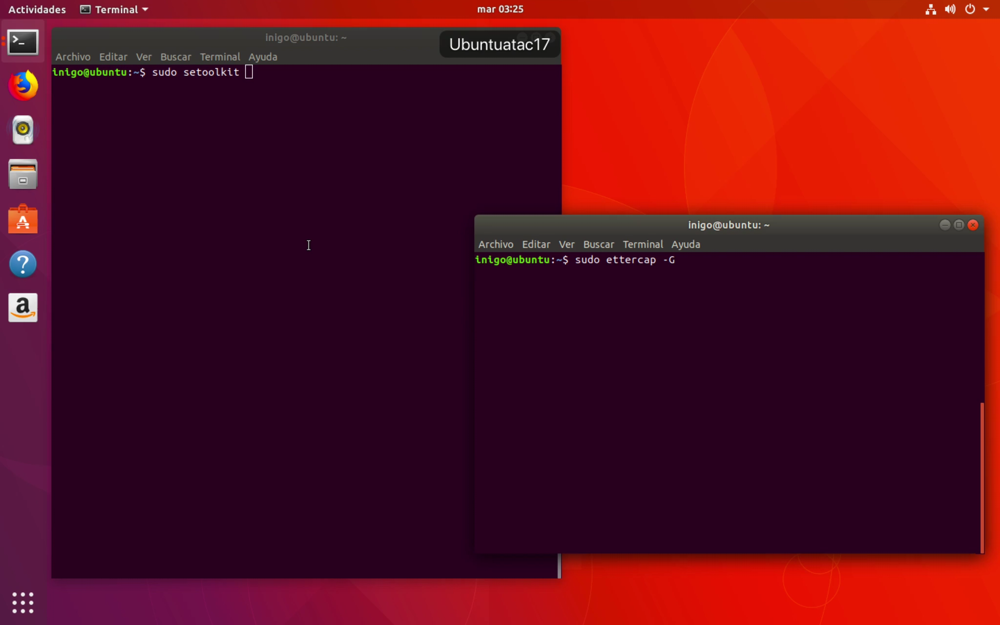 Actividades Terminal mar 03:25
inigo@ubuntu: ~
Ubuntuatac17
Archivo Editar Ver Buscar Terminal Ayuda
inigo@ubuntu:~$ sudo setoolkit
inigo@ubuntu: ~
Archivo Editar Ver Buscar Terminal Ayuda
inigo@ubuntu:~$ sudo ettercap -G